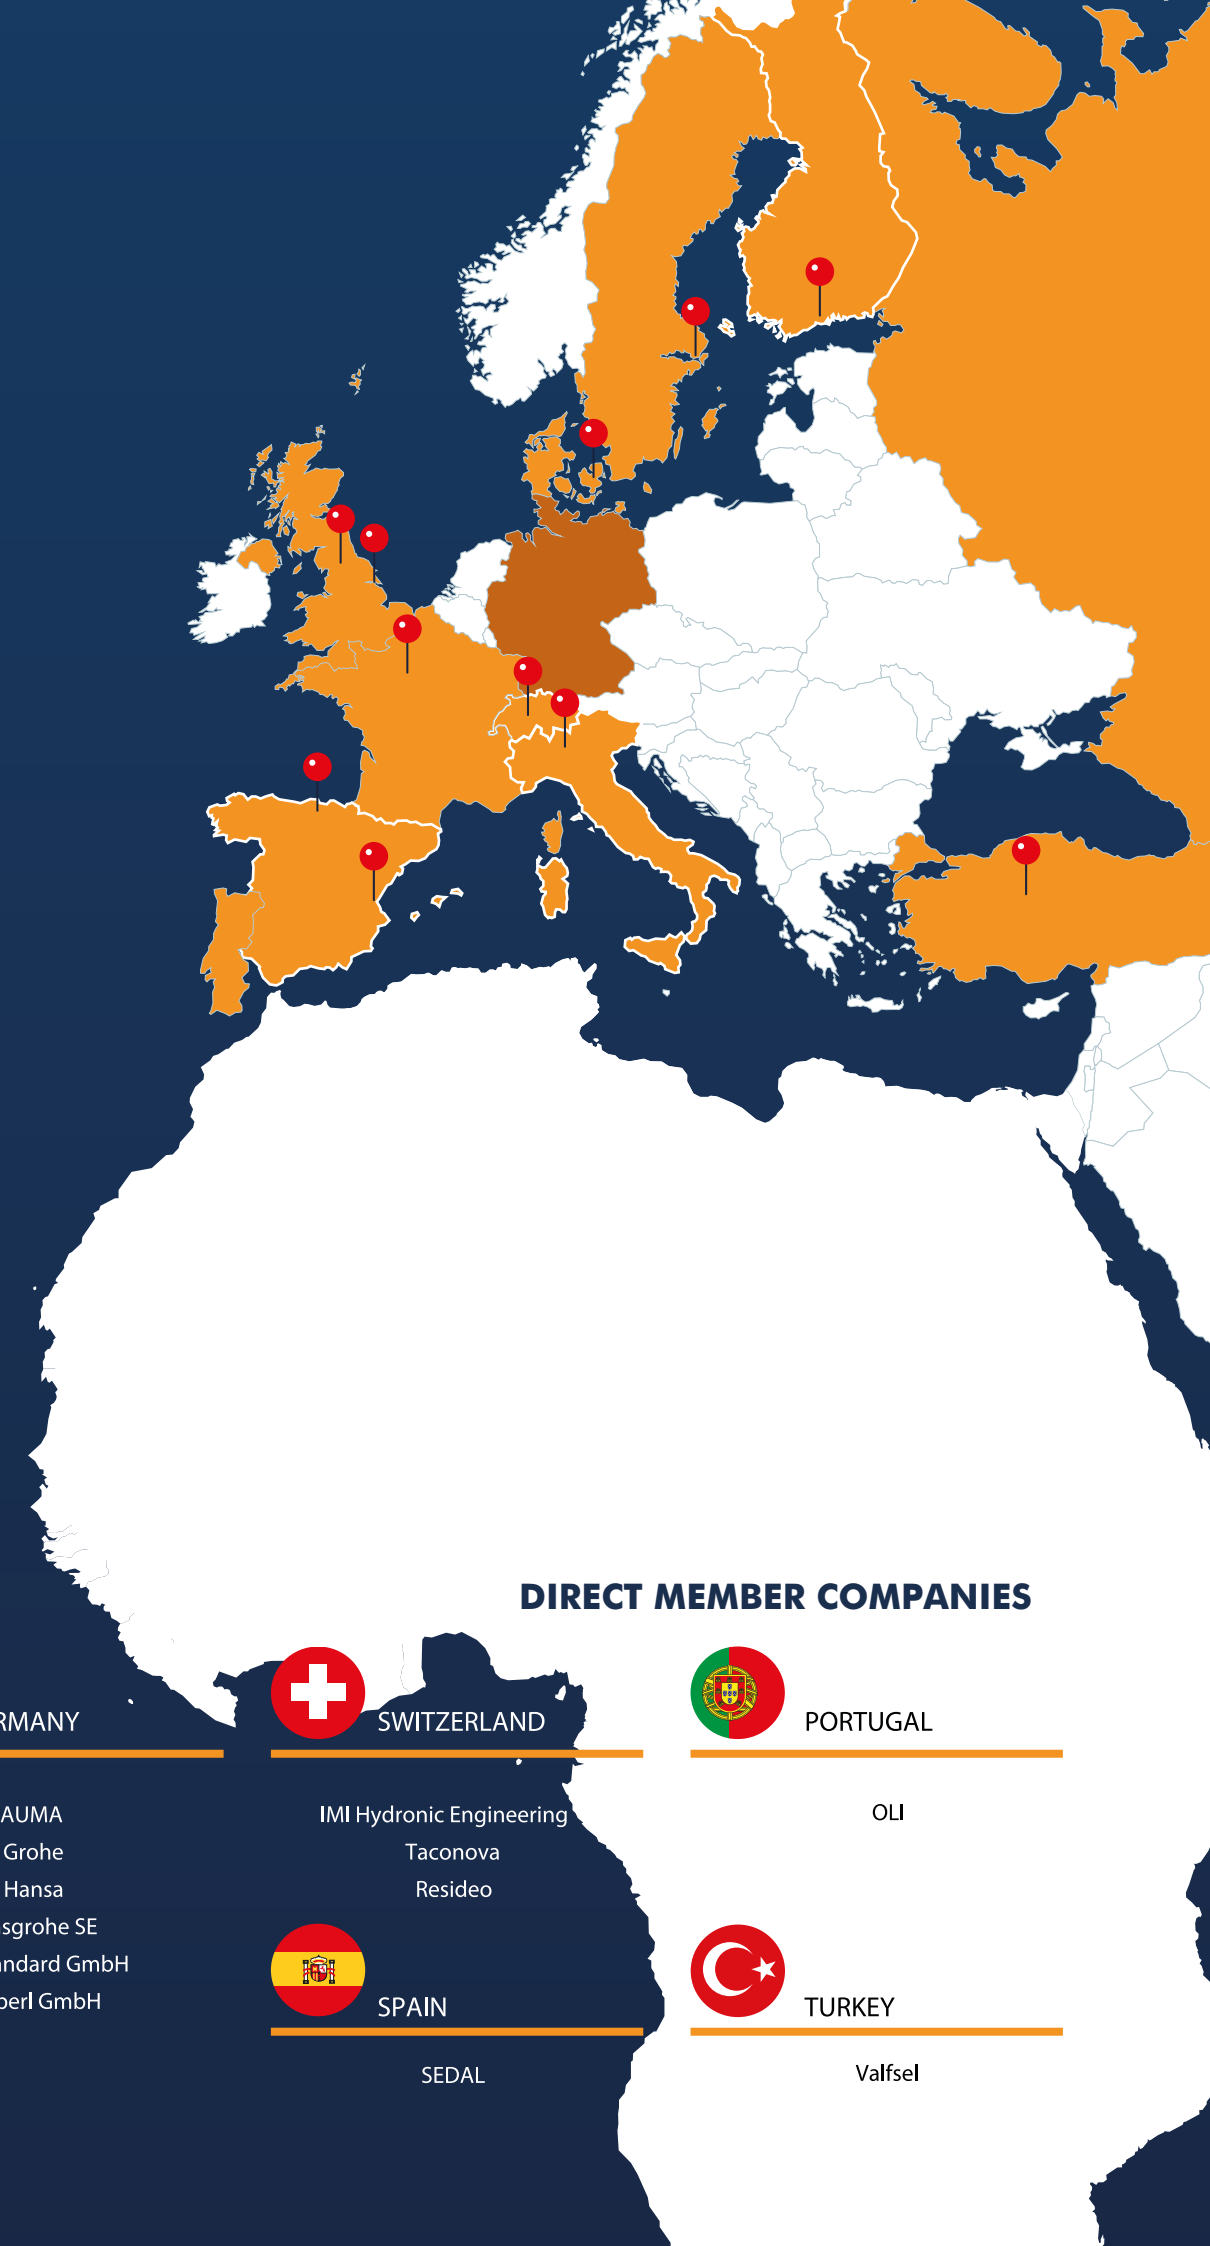 DIRECT MEMBER COMPANIES
RMANY
AUMA
Grohe
Hansa
sgrohe SE
ndard GmbH
perl GmbH
SWITZERLAND
IMI Hydronic Engineering
Taconova
Resideo
PORTUGAL
OLI
SPAIN
SEDAL
TURKEY
Valfsel